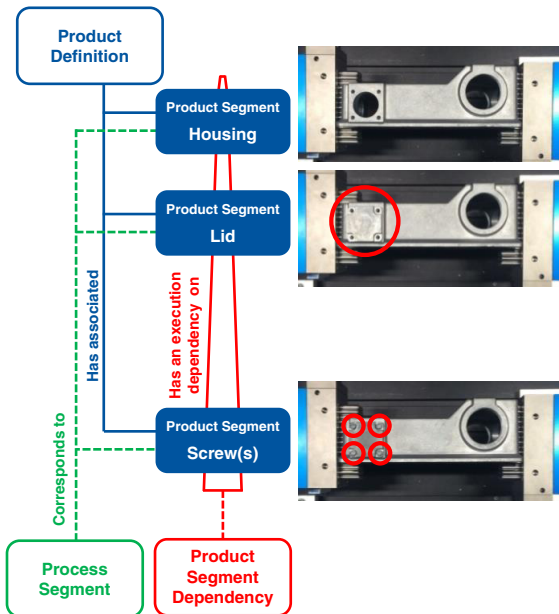 Product
Definition
Product Segment
Housing
Product Segment
Lid
Has associated
Has an execution
dependency on
Corresponds to
Product Segment
Screw(s)
Process
Segment
Product
Segment
Dependency